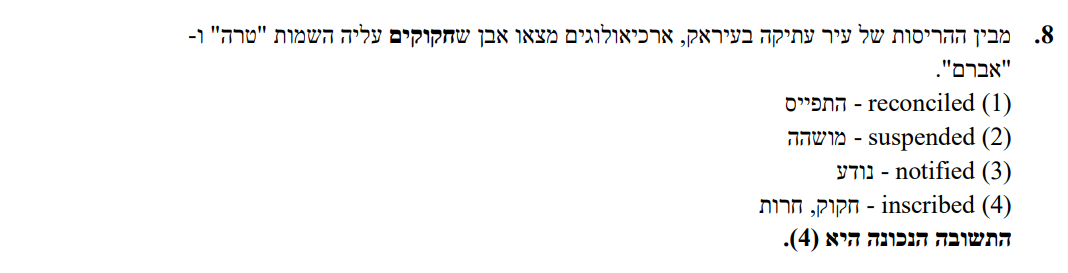 8. מבין ההריסות של עיר עתיקה בעיראק, ארכיאולוגים מצאו אבן שחקוקים עליה השמות "טרה" ו-
"אברם".
(1) reconciled - התפייס
(2) suspended - מושהה
(3) notified - נודע
(4) inscribed - חקוק, חרות
התשובה הנכונה היא (4).